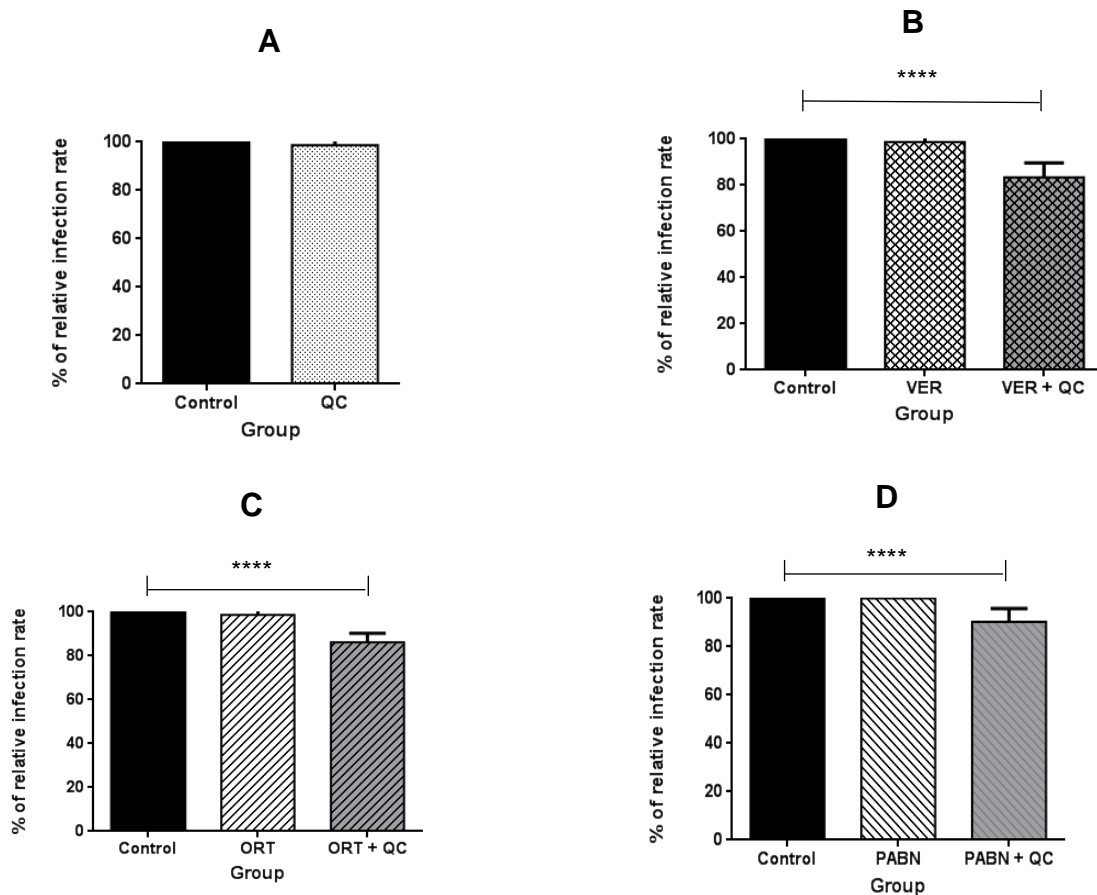 A
% of relative infection rate
100
80
60
40
20
0
Control QC
Group
B
****
% of relative infection rate
100
80
60
40
20
0
Control VER VER + QC
Group
C
****
% of relative infection rate
100
80
60
40
20
0
Control ORT ORT + QC
Group
D
****
% of relative infection rate
100
80
60
40
20
0
Control PABN PABN + QC
Group